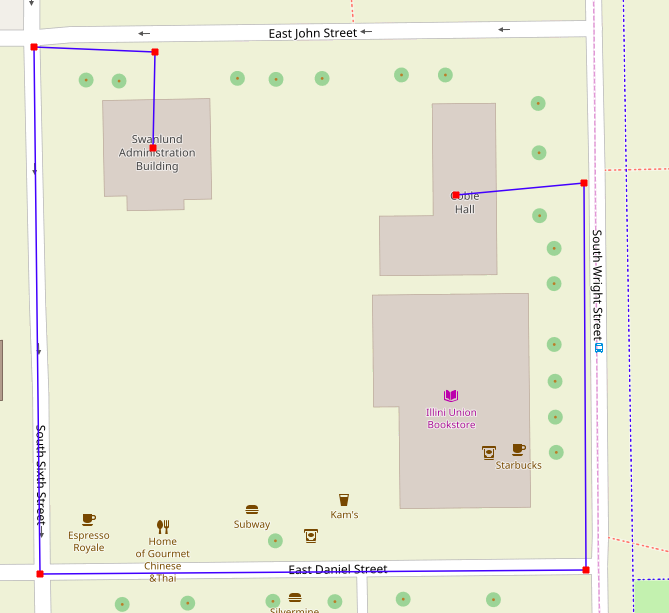 East John Street
Swanlund
Administration
Building
Coble
Hall
South Wright Street
Illini Union
Bookstore
Starbucks
South Sixth Street
Kam's
Subway
Espresso
Royale
Home
of Gourmet
Chinese
&Thai
East Daniel Street
Silvermine